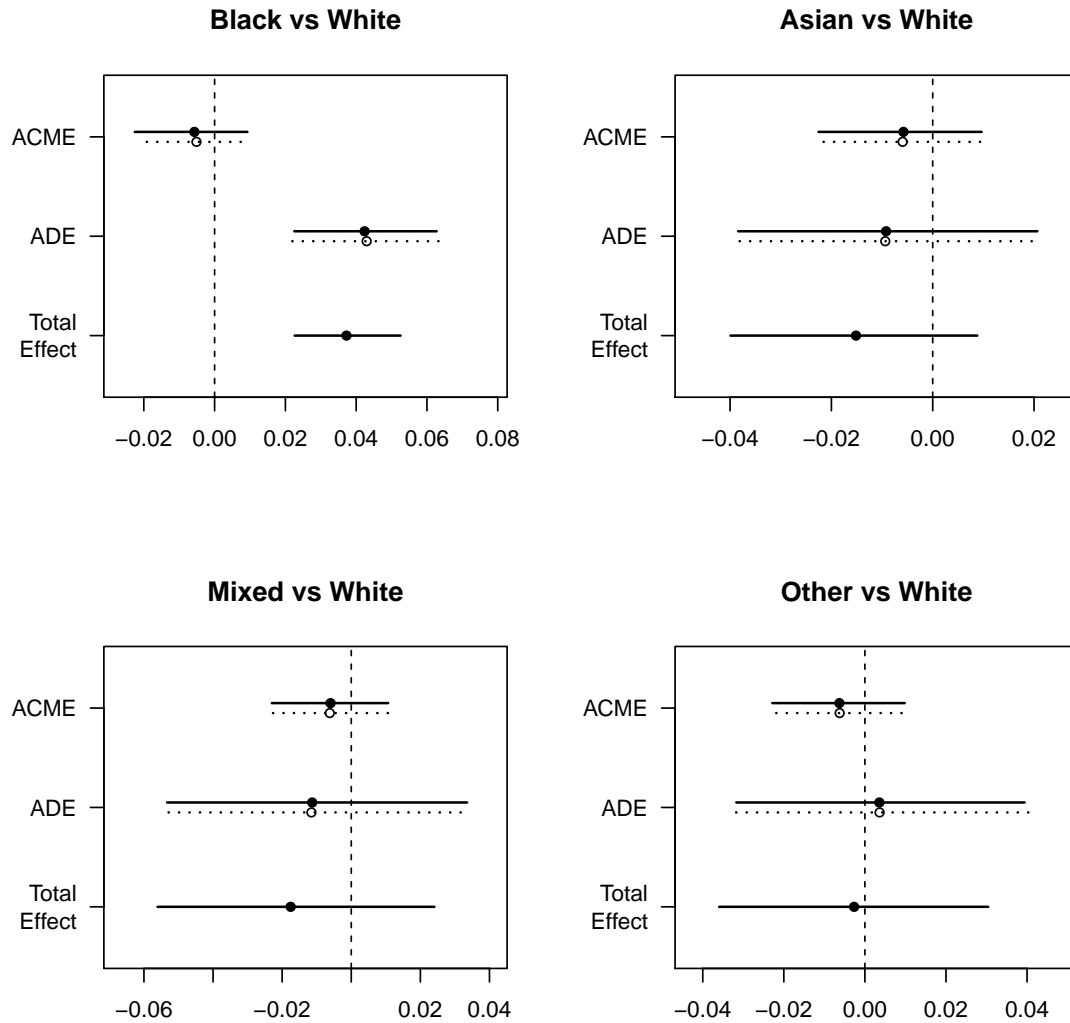 Black vs White
ACME
ADE
Total
Effect
−0.02 0.00 0.02 0.04 0.06 0.08
Asian vs White
ACME
ADE
Total
Effect
−0.04 −0.02 0.00 0.02
Mixed vs White
ACME
ADE
Total
Effect
−0.06 −0.02 0.02 0.04
Other vs White
ACME
ADE
Total
Effect
−0.04 −0.02 0.00 0.02 0.04